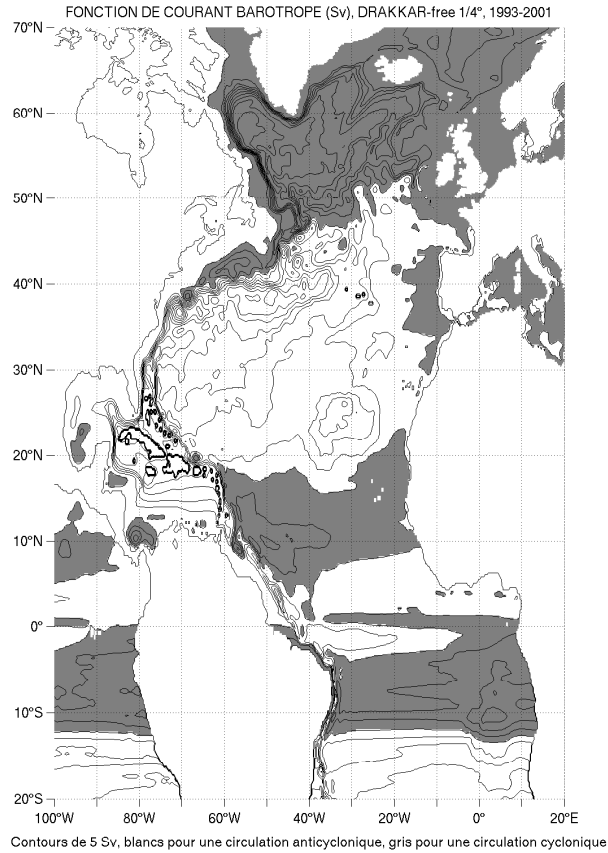 FONCTION DE COURANT BAROTROPE (Sv), DRAKKAR-free 1/4°, 1993-2001
70°N
60°N
50°N
40°N
30°N
20°N
10°N
0°
10°S
20°S
100°W 80°W 60°W 40°W 20°W 0° 20°E
Contours de 5 Sv, blancs pour une circulation anticyclonique, gris pour une circulation cyclonique